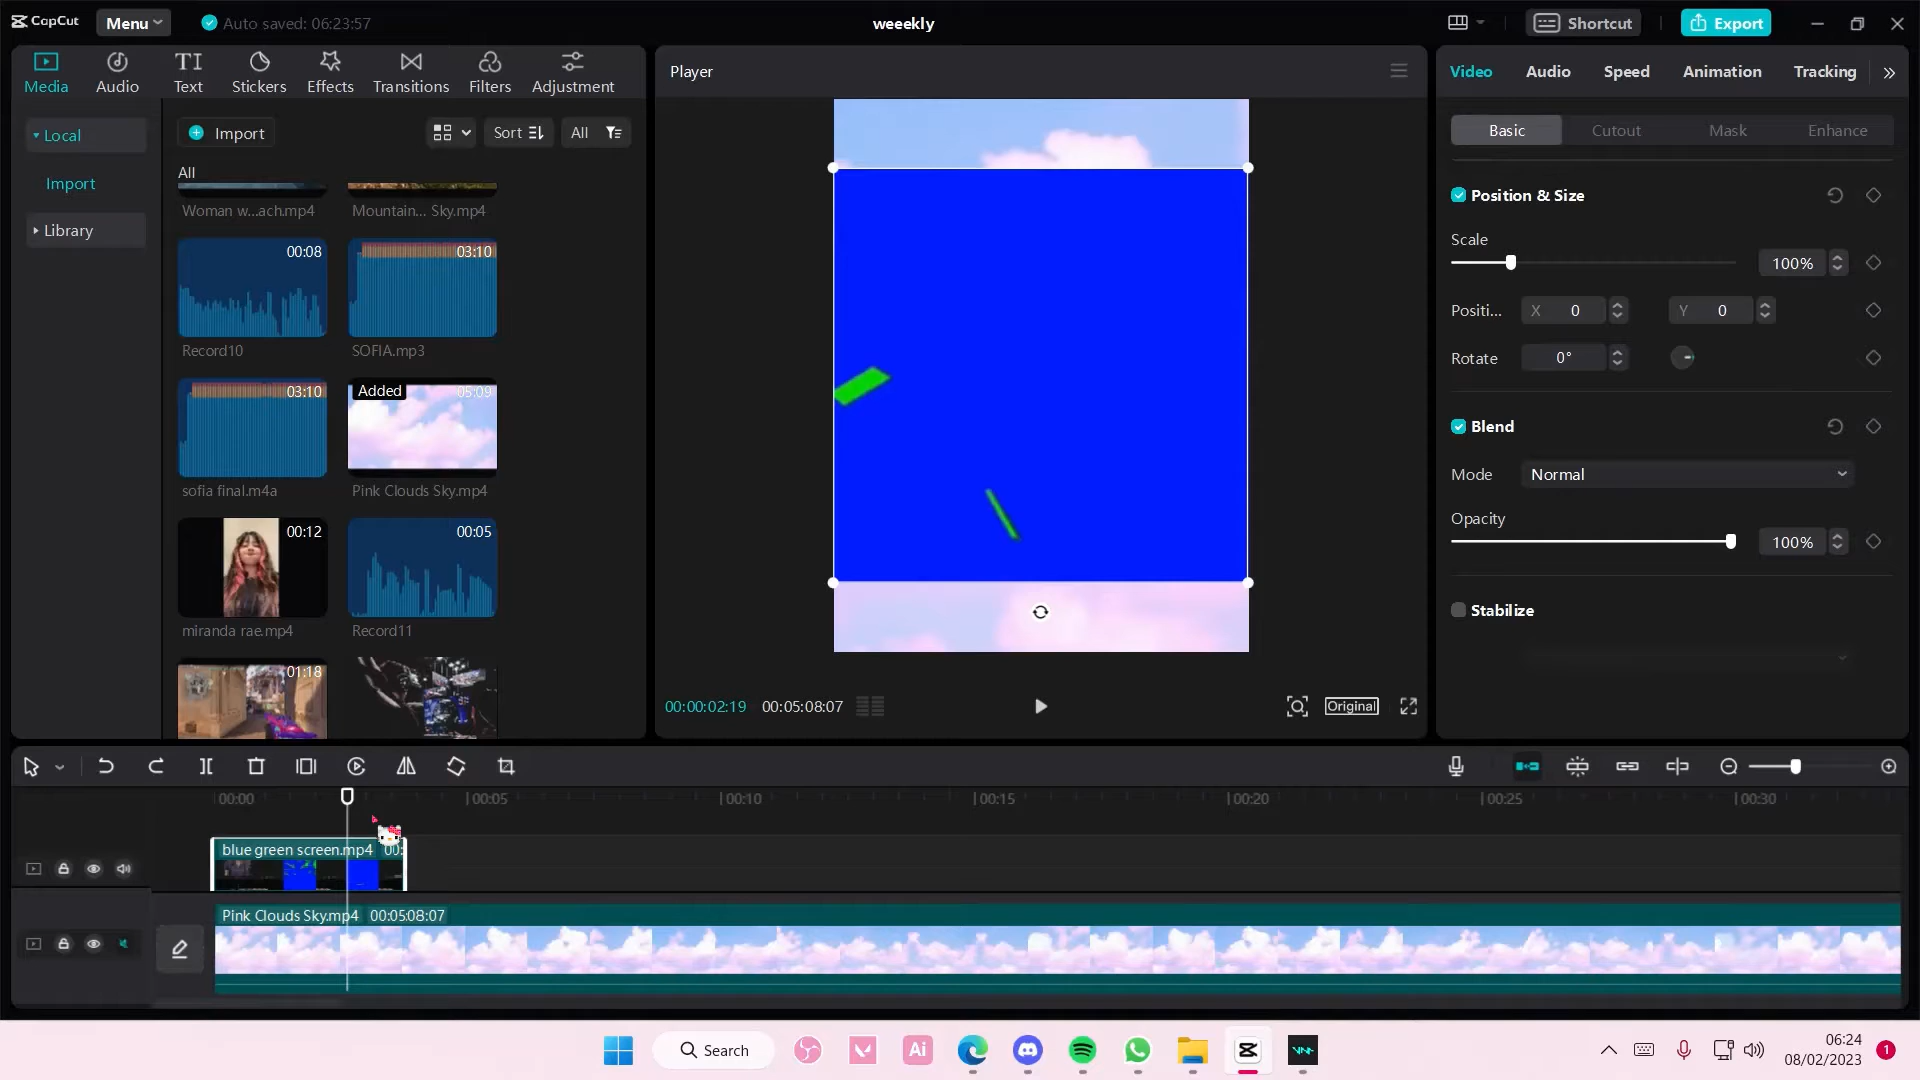 CapCut
Menu
Auto saved: 06:23:57
weeekly
Shortcut
Export
Media
Audio
Text
Stickers
Effects
Transitions
Filters
Adjustment
Local
Import
Library
Import
Sort
All
All
Woman w...ach.mp4
Mountain... Sky.mp4
00:08
03:10
Record10
SOFIA.mp3
03:10
Added
05:09
sofia final.m4a
Pink Clouds Sky.mp4
00:12
00:05
miranda rae.mp4
Record11
01:18
Player
00:00:02:19
00:05:08:07
Original
Video
Audio
Speed
Animation
Tracking
Basic
Cutout
Mask
Enhance
Position & Size
Scale
100%
Positi...
X 0
Y 0
Rotate
0°
Blend
Mode
Normal
Opacity
100%
Stabilize
00:00
00:05
00:10
00:15
00:20
00:25
00:30
blue green screen.mp4 00:
Pink Clouds Sky.mp4 00:05:08:07
Search
Ai
VN
06:24
08/02/2023
1